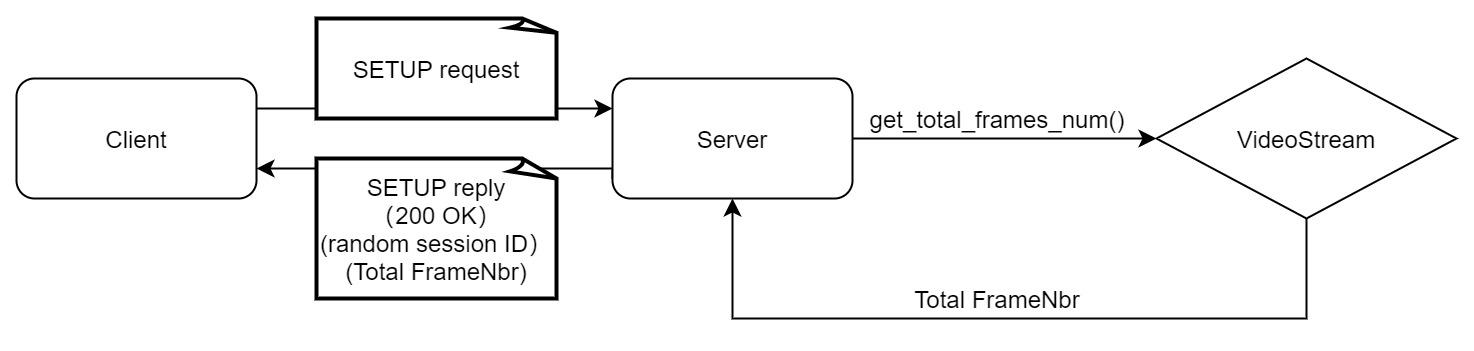 SETUP request
Client
Server
get_total_frames_num()
VideoStream
SETUP reply
(200 OK)
(random session ID)
(Total FrameNbr)
Total FrameNbr